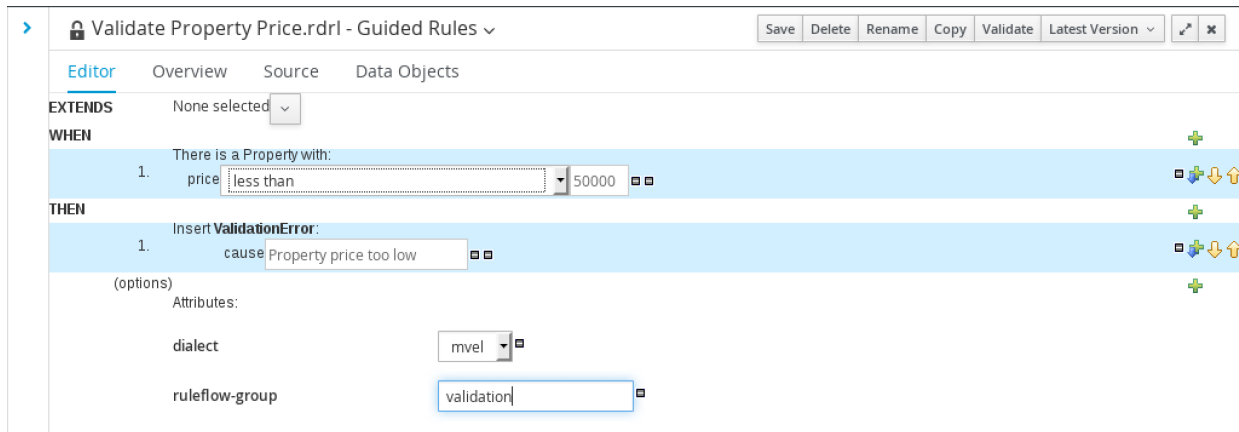 Validate Property Price.rdrl - Guided Rules
Save Delete Rename Copy Validate Latest Version
Editor Overview Source Data Objects
EXTENDS None selected
WHEN
There is a Property with:
1.
price less than 50000
THEN
Insert ValidationError:
1.
cause Property price too low
(options)
Attributes:
dialect mvel
ruleflow-group validation